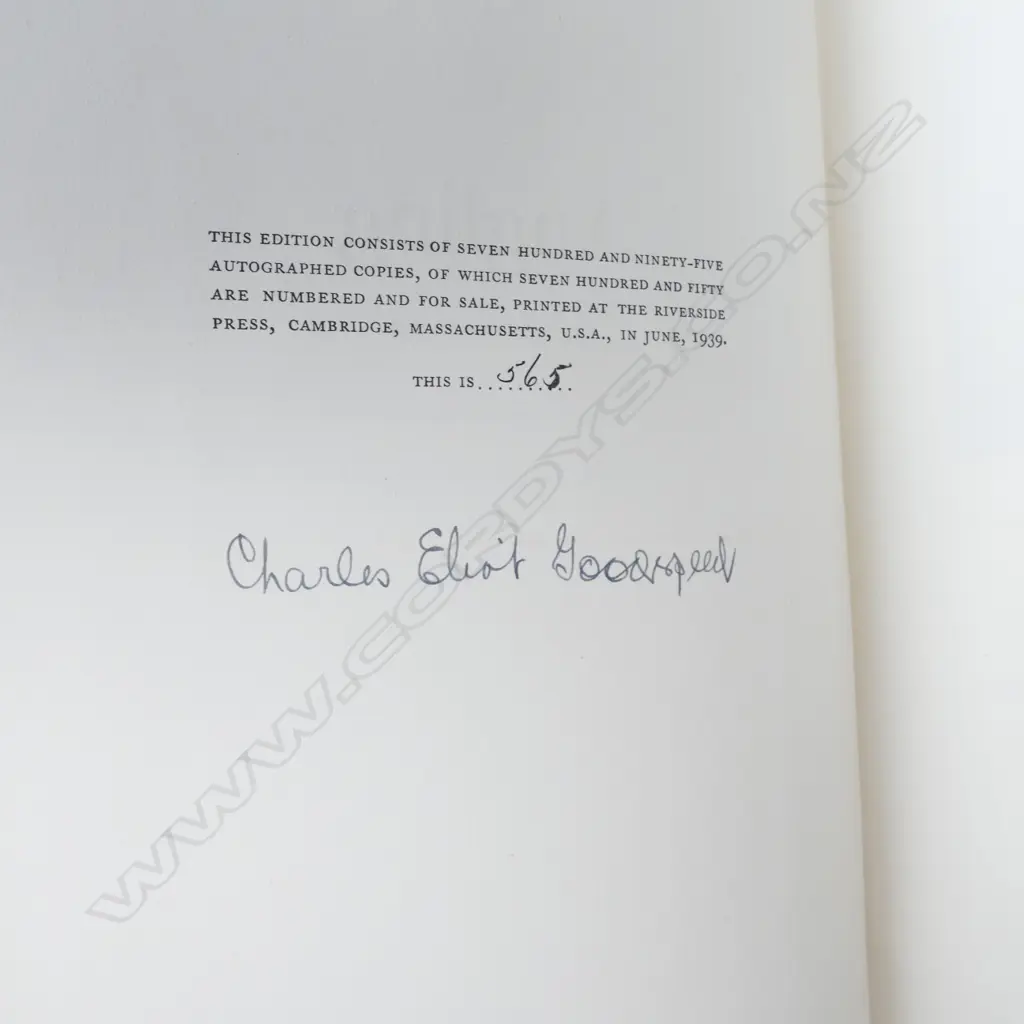 THIS EDITION CONSISTS OF SEVEN HUNDRED AND NINETY-FIVE
AUTOGRAPHED COPIES, OF WHICH SEVEN HUNDRED AND FIFTY
ARE NUMBERED AND FOR SALE, PRINTED AT THE RIVERSIDE
PRESS, CAMBRIDGE, MASSACHUSETTS, U.S.A., IN JUNE, 1939.
THIS IS..565..
Charles Eliot Goodspeed
WWW.CORDYS.CO.NZ